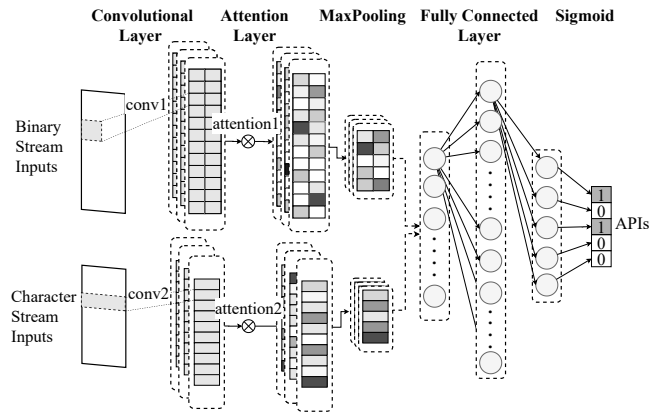 Convolutional Layer
Attention Layer
MaxPooling
Fully Connected Layer
Sigmoid
Binary Stream Inputs
conv1
attention1
1
0
1
0
0
APIs
Character Stream Inputs
conv2
attention2